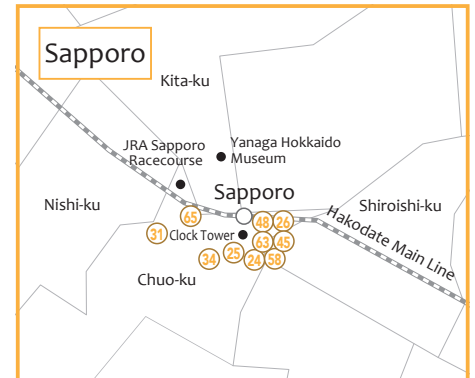 Sapporo
Kita-ku
JRA Sapporo
Racecourse
Yanaga Hokkaido
Museum
Sapporo
Nishi-ku
Shiroishi-ku
65
48
26
31
Clock Tower
63
45
Hakodate Main Line
34
25
24
58
Chuo-ku